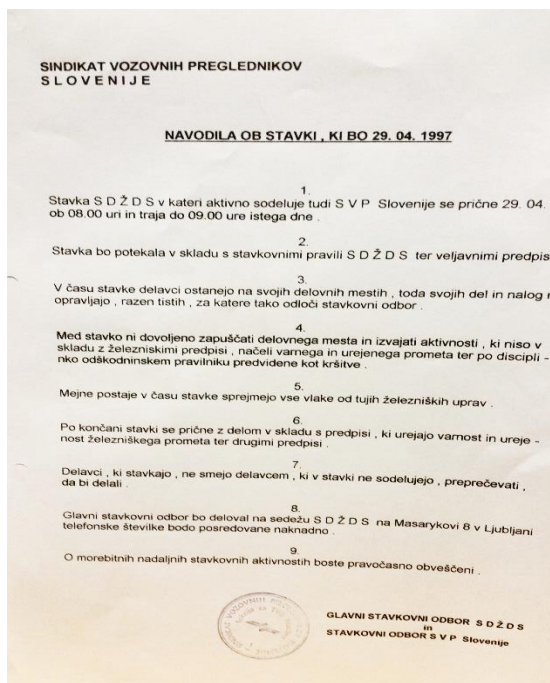 SINDIKAT VOZOVNIH PREGLEDNIKOV
S L O V E N I J E
NAVODILA OB STAVKI , KI BO 29. 04. 1997
1.
Stavka S D Ž D S v kateri aktivno sodeluje tudi S V P Slovenije se prične 29. 04.
ob 08.00 uri in traja do 09.00 ure istega dne .
2.
Stavka bo potekala v skladu s stavkovnimi pravili S D Ž D S ter veljavnimi predpis
3.
V času stavke delavci ostanejo na svojih delovnih mestih , toda svojih del in nalog
opravljajo , razen tistih , za katere tako odloči stavkovni odbor .
4.
Med stavko ni dovoljeno zapuščati delovnega mesta in izvajati aktivnosti , ki niso v
skladu z železniskimi predpisi , načeli varnega in urejenega prometa ter po discipli -
nko odškodninskem pravilniku predvidene kot kršitve .
5.
Mejne postaje v času stavke sprejmejo vse vlake od tujih železniških uprav .
6.
Po končani stavki se prične z delom v skladu s predpisi , ki urejajo varnost in ureje -
nost železniškega prometa ter drugimi predpisi .
7.
Delavci , ki stavkajo , ne smejo delavcem , ki v stavki ne sodelujejo , preprečevati ,
da bi delali .
8.
Glavni stavkovni odbor bo deloval na sedežu S D Ž D S na Masarykovi 8 v Ljubljani
telefonske številke bodo posredovane naknadno .
9.
O morebitnih nadaljnih stavkovnih aktivnostih boste pravočasno obveščeni .
SINDIKAT VOZOVNIH
GLAVNI STAVKOVNI ODBOR S D Ž D S
in
STAVKOVNI ODBOR S V P Slovenije